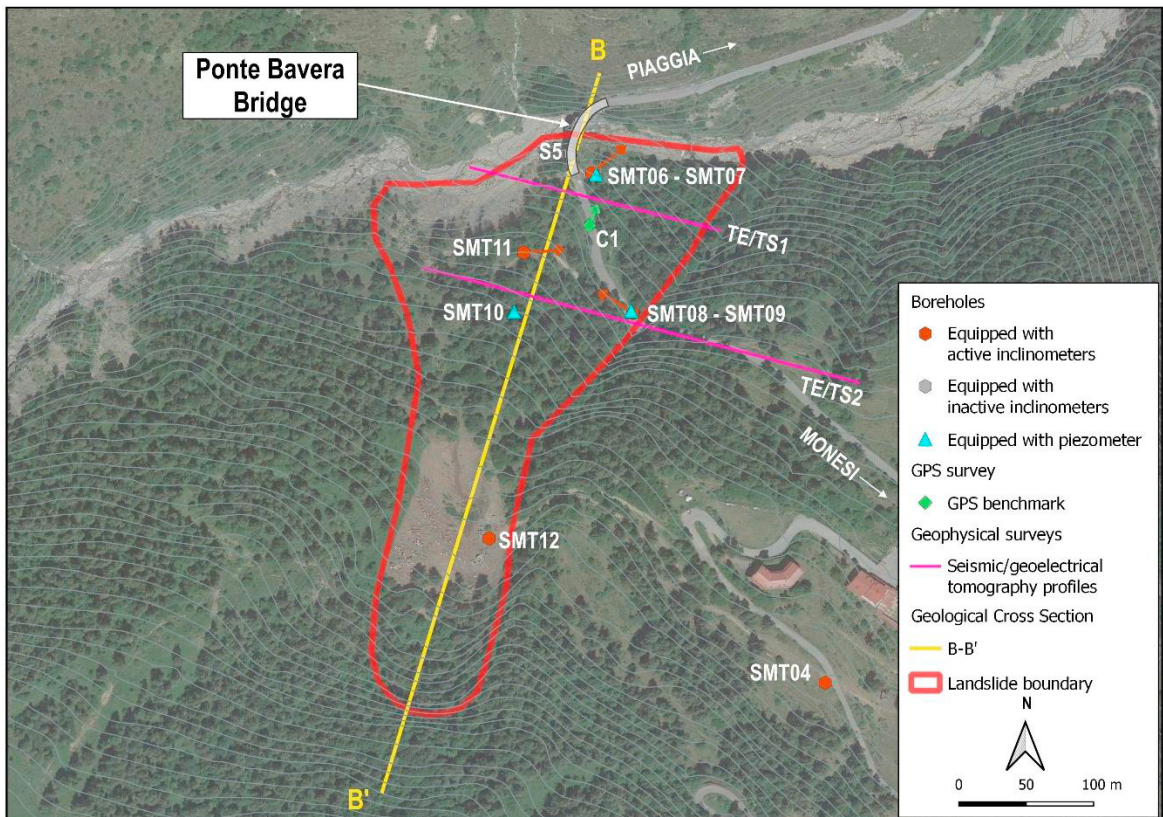 B
PIAGGIA
Ponte Bavera
Bridge
S5
SMT06 - SMT07
C1
TE/TS1
SMT11
SMT10
SMT08 - SMT09
TE/TS2
MONESI
SMT12
SMT04
B'
Boreholes
Equipped with
active inclinometers
Equipped with
inactive inclinometers
Equipped with piezometer
GPS survey
GPS benchmark
Geophysical surveys
Seismic/geoelectrical
tomography profiles
Geological Cross Section
B-B'
Landslide boundary
N
0 50 100 m